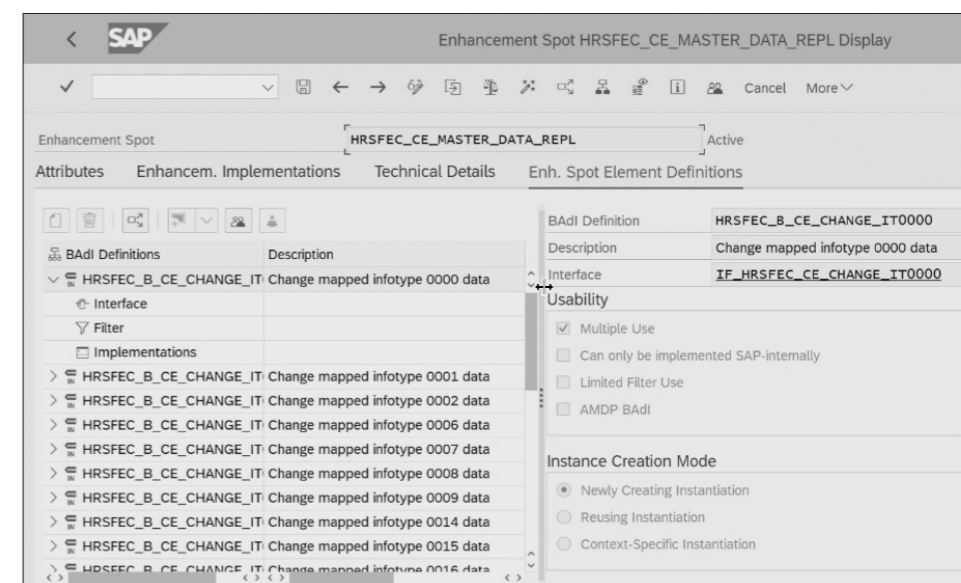 SAP Enhancement Spot HRSFEC_CE_MASTER_DATA_REPL Display
Cancel More
Enhancement Spot HRSFEC_CE_MASTER_DATA_REPL Active
Attributes Enhancem. Implementations Technical Details Enh. Spot Element Definitions
BAdI Definitions Description
HRSFEC_B_CE_CHANGE_IT Change mapped infotype 0000 data
Interface
Filter
Implementations
HRSFEC_B_CE_CHANGE_IT Change mapped infotype 0001 data
HRSFEC_B_CE_CHANGE_IT Change mapped infotype 0002 data
HRSFEC_B_CE_CHANGE_IT Change mapped infotype 0006 data
HRSFEC_B_CE_CHANGE_IT Change mapped infotype 0007 data
HRSFEC_B_CE_CHANGE_IT Change mapped infotype 0008 data
HRSFEC_B_CE_CHANGE_IT Change mapped infotype 0009 data
HRSFEC_B_CE_CHANGE_IT Change mapped infotype 0014 data
HRSFEC_B_CE_CHANGE_IT Change mapped infotype 0015 data
HRSFEC_B_CE_CHANGE_IT Change mapped infotype 0016 data
BAdI Definition HRSFEC_B_CE_CHANGE_IT0000
Description Change mapped infotype 0000 data
Interface IF_HRSFEC_CE_CHANGE_IT0000
Usability
Multiple Use
Can only be implemented SAP-internally
Limited Filter Use
AMDP BAdI
Instance Creation Mode
Newly Creating Instantiation
Reusing Instantiation
Context-Specific Instantiation